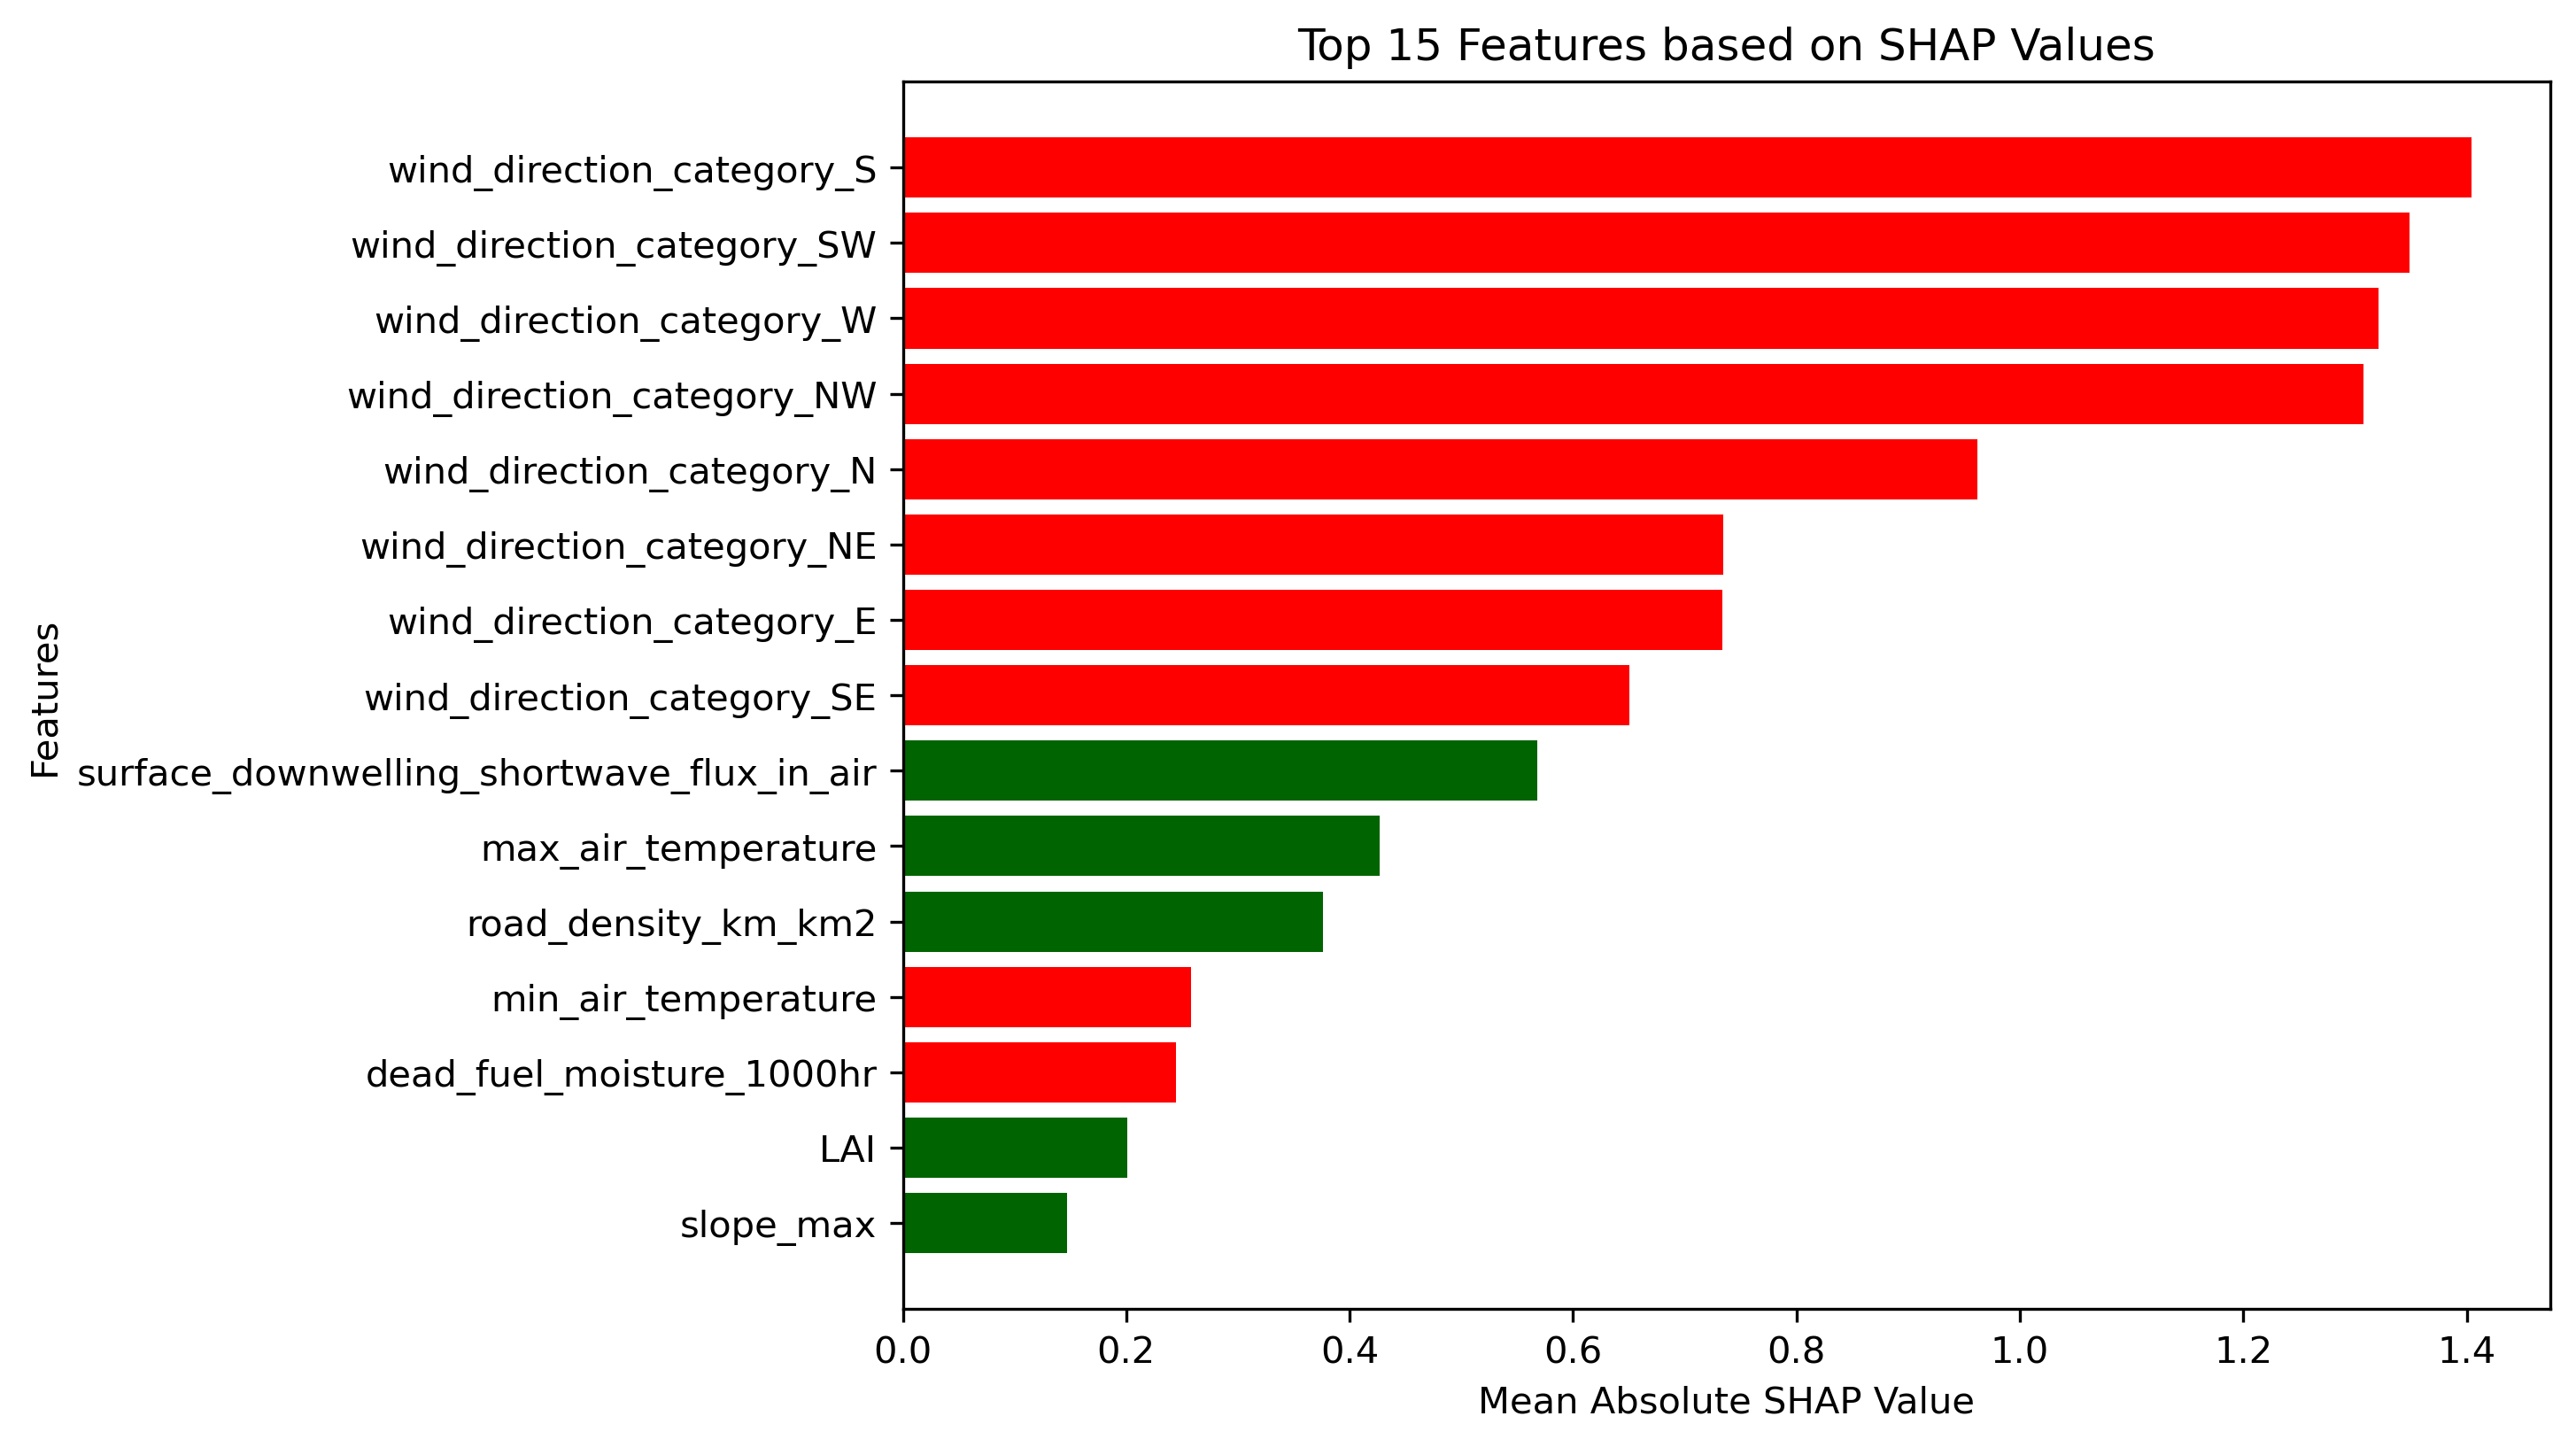 Top 15 Features based on SHAP Values
Features
wind_direction_category_S
wind_direction_category_SW
wind_direction_category_W
wind_direction_category_NW
wind_direction_category_N
wind_direction_category_NE
wind_direction_category_E
wind_direction_category_SE
surface_downwelling_shortwave_flux_in_air
max_air_temperature
road_density_km_km2
min_air_temperature
dead_fuel_moisture_1000hr
LAI
slope_max
0.0 0.2 0.4 0.6 0.8 1.0 1.2 1.4
Mean Absolute SHAP Value